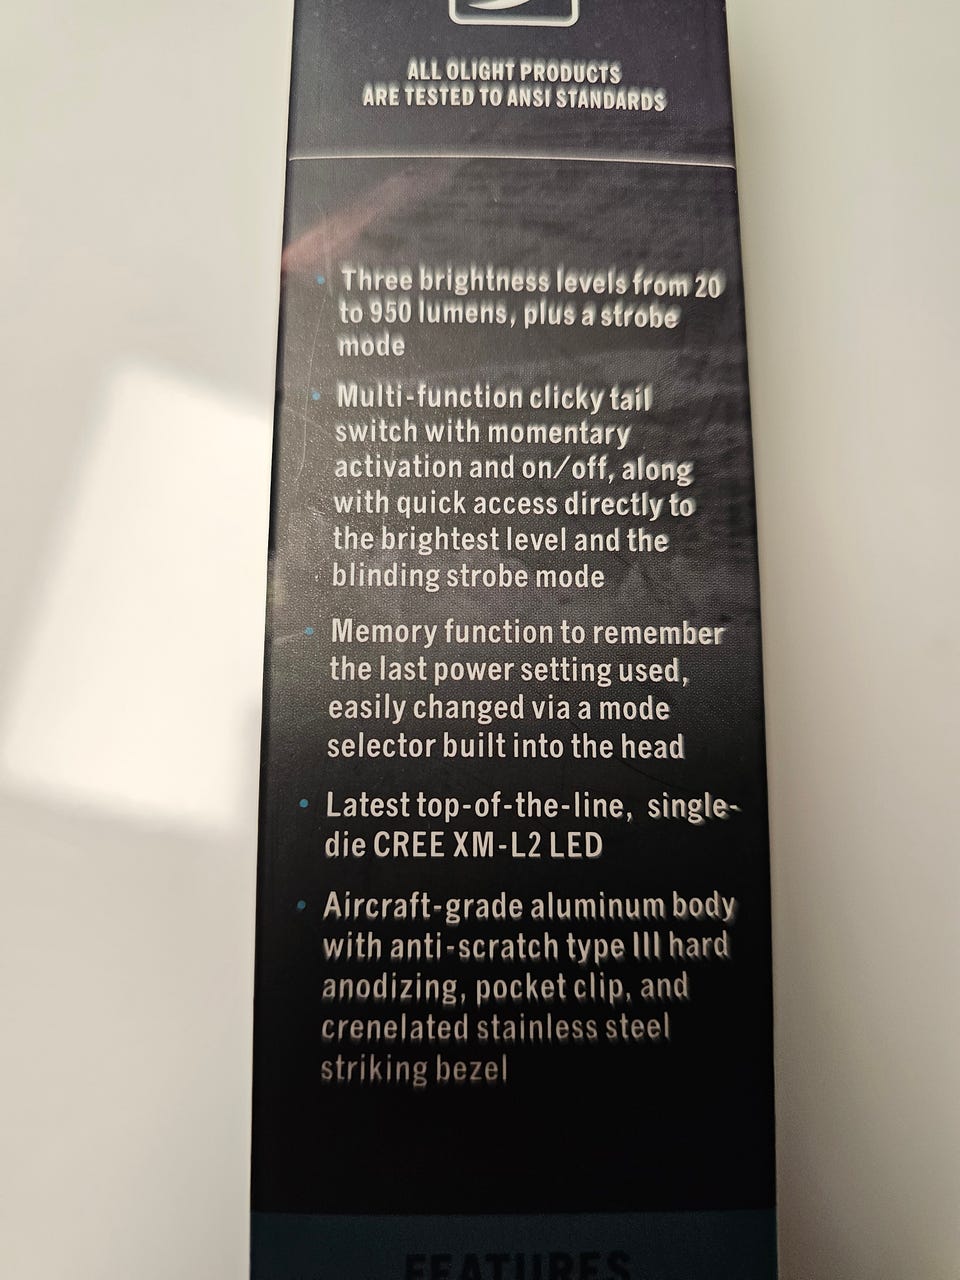 ALL OLIGHT PRODUCTS
ARE TESTED TO ANSI STANDARDS
• Three brightness levels from 20
to 950 lumens, plus a strobe
mode
• Multi-function clicky tail
switch with momentary
activation and on/off, along
with quick access directly to
the brightest level and the
blinding strobe mode
• Memory function to remember
the last power setting used,
easily changed via a mode
selector built into the head
• Latest top-of-the-line, single-
die CREE XM-L2 LED
• Aircraft-grade aluminum body
with anti-scratch type III hard
anodizing, pocket clip, and
crenelated stainless steel
striking bezel
FEATURES